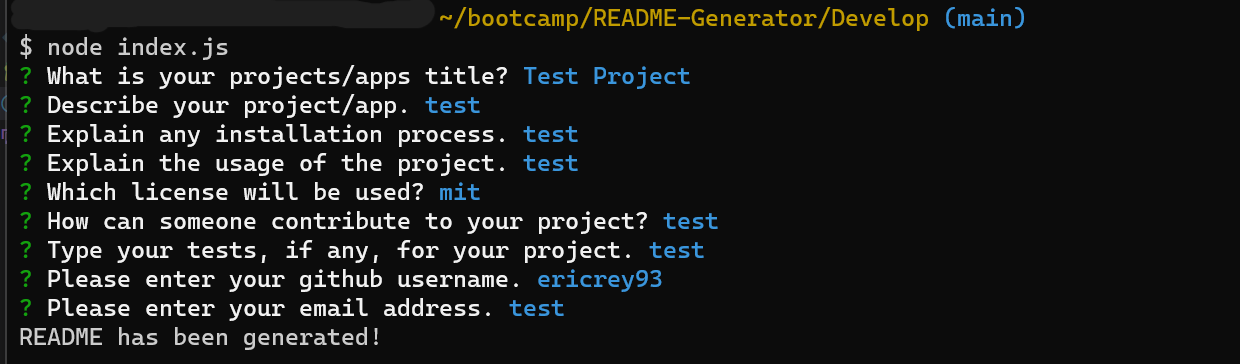 ~/bootcamp/README-Generator/Develop (main)
$ node index.js
? What is your projects/apps title? Test Project
? Describe your project/app. test
? Explain any installation process. test
? Explain the usage of the project. test
? Which license will be used? mit
? How can someone contribute to your project? test
? Type your tests, if any, for your project. test
? Please enter your github username. ericrey93
? Please enter your email address. test
README has been generated!